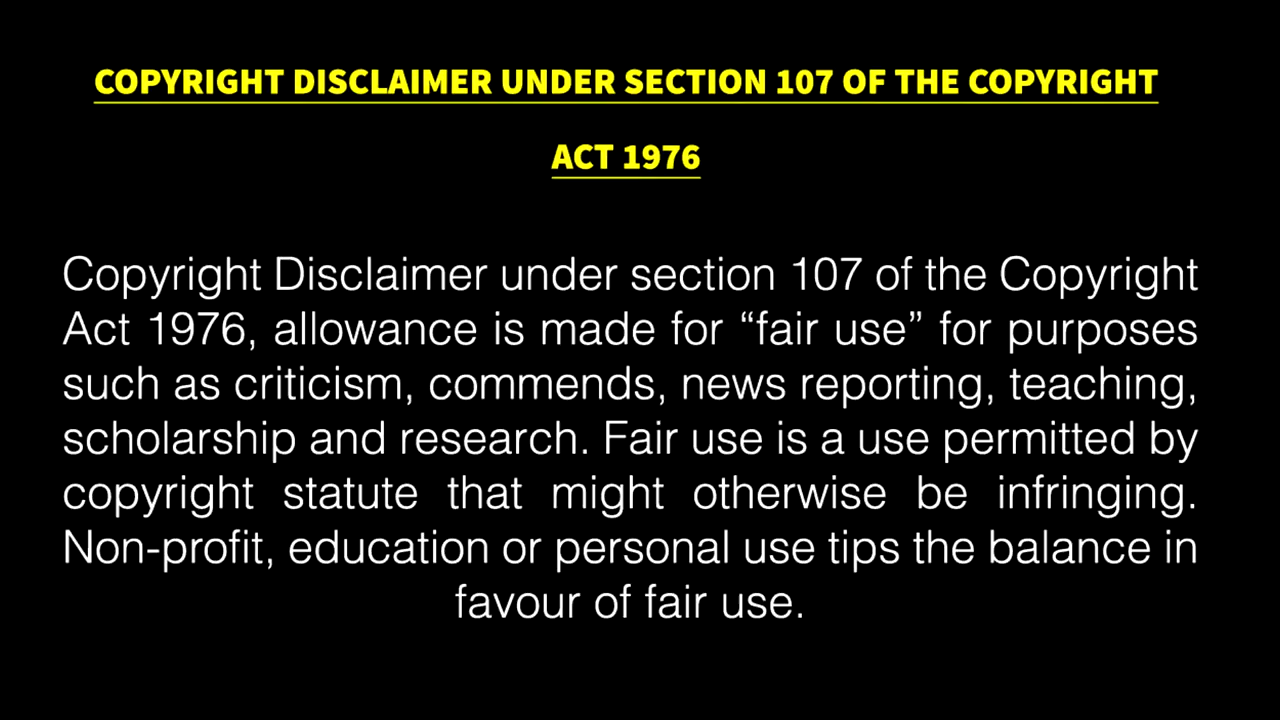 COPYRIGHT DISCLAIMER UNDER SECTION 107 OF THE COPYRIGHT
ACT 1976
Copyright Disclaimer under section 107 of the Copyright
Act 1976, allowance is made for “fair use” for purposes
such as criticism, commends, news reporting, teaching,
scholarship and research. Fair use is a use permitted by
copyright statute that might otherwise be infringing.
Non-profit, education or personal use tips the balance in
favour of fair use.